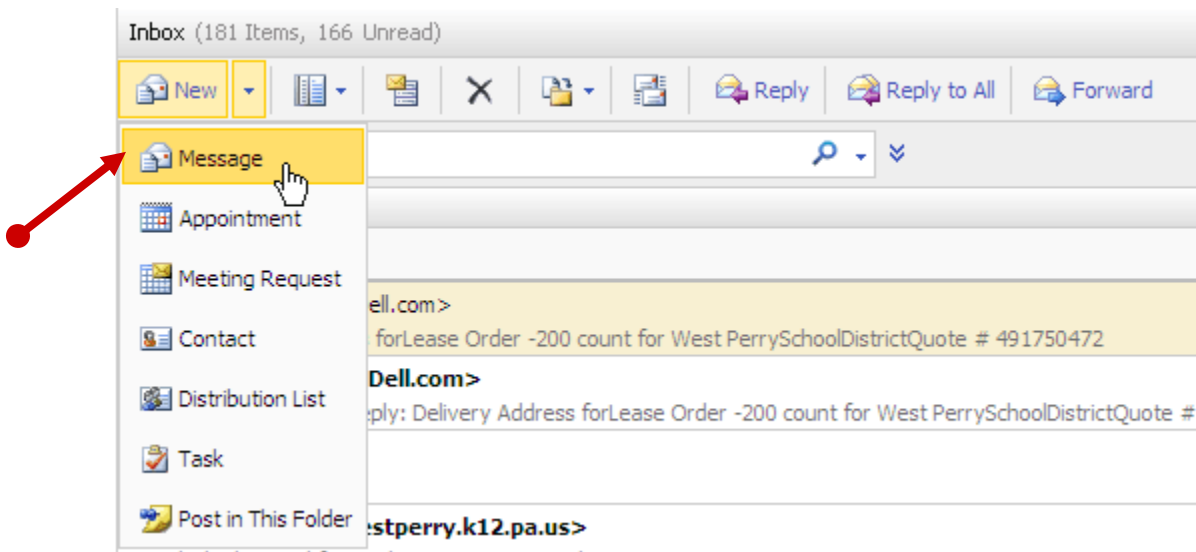 Inbox (181 Items, 166 Unread)
New Reply Reply to All Forward
Message
Appointment
Meeting Request
Contact
Distribution List
Task
Post in This Folder
ell.com>
forLease Order -200 count for West PerrySchoolDistrictQuote # 491750472
Dell.com>
eply: Delivery Address forLease Order -200 count for West PerrySchoolDistrictQuote #
estperry.k12.pa.us>